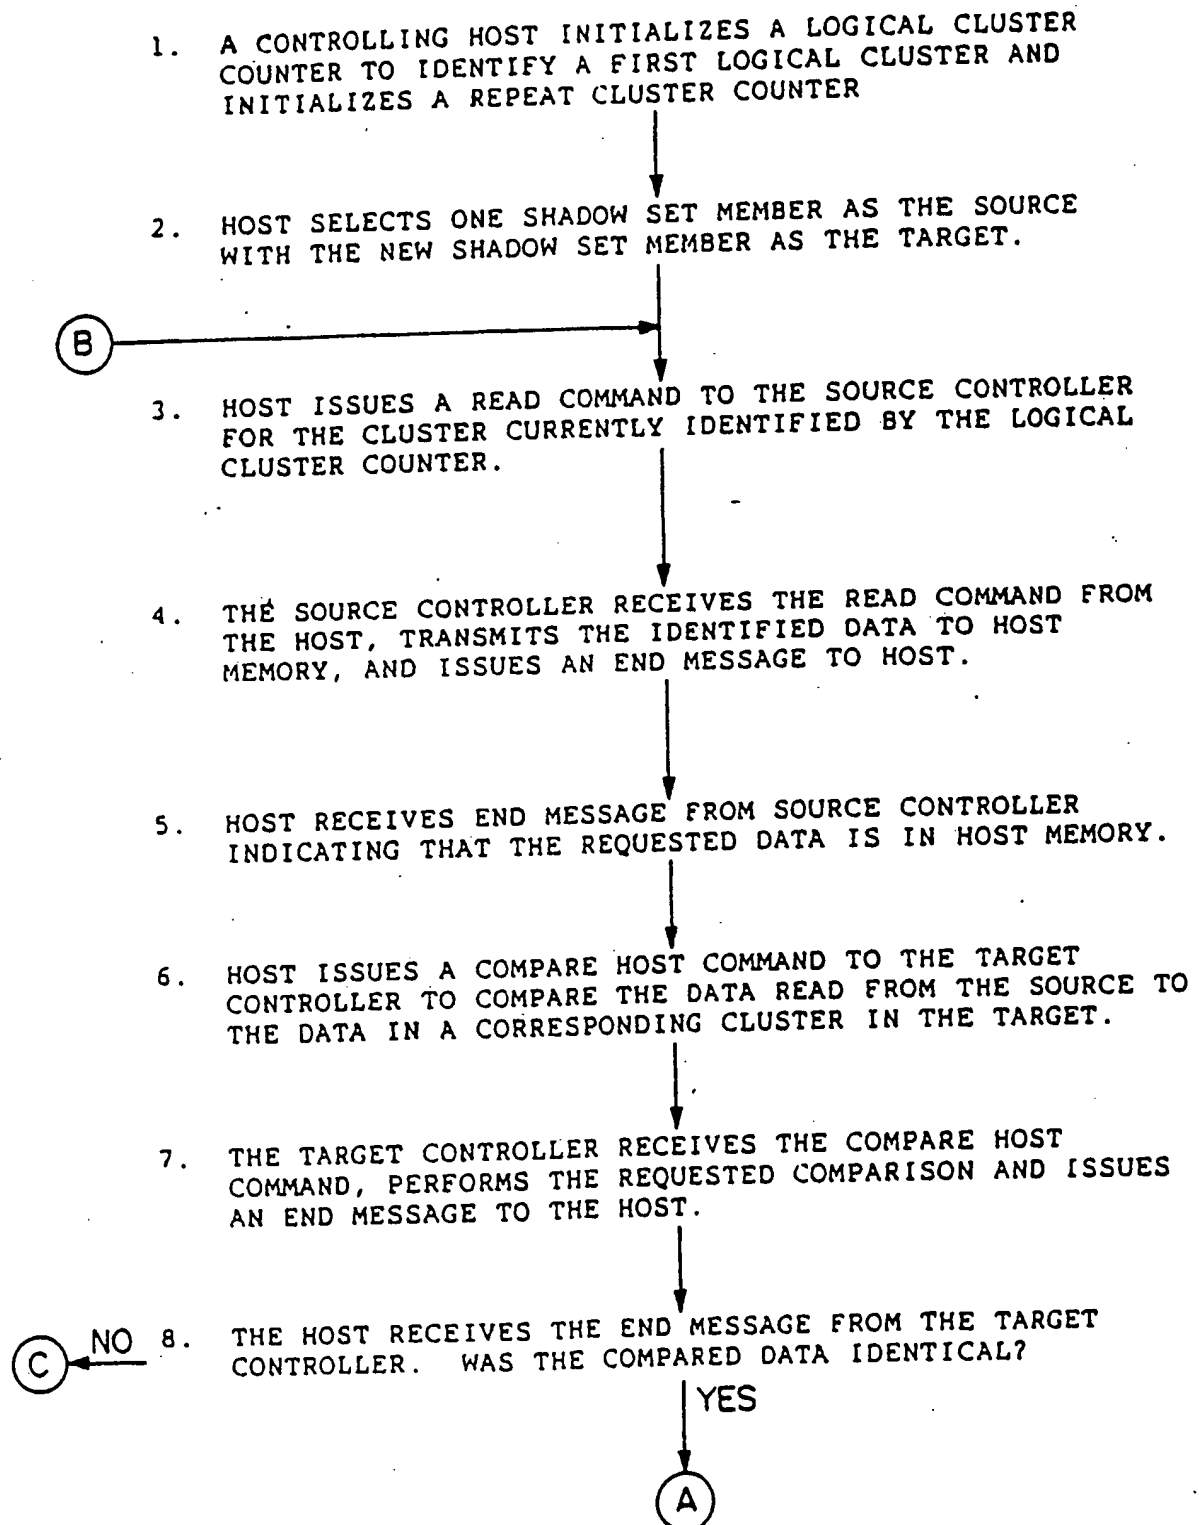 1. A CONTROLLING HOST INITIALIZES A LOGICAL CLUSTER
COUNTER TO IDENTIFY A FIRST LOGICAL CLUSTER AND
INITIALIZES A REPEAT CLUSTER COUNTER
2. HOST SELECTS ONE SHADOW SET MEMBER AS THE SOURCE
WITH THE NEW SHADOW SET MEMBER AS THE TARGET.
B
3. HOST ISSUES A READ COMMAND TO THE SOURCE CONTROLLER
FOR THE CLUSTER CURRENTLY IDENTIFIED BY THE LOGICAL
CLUSTER COUNTER.
4. THE SOURCE CONTROLLER RECEIVES THE READ COMMAND FROM
THE HOST, TRANSMITS THE IDENTIFIED DATA TO HOST
MEMORY, AND ISSUES AN END MESSAGE TO HOST.
5. HOST RECEIVES END MESSAGE FROM SOURCE CONTROLLER
INDICATING THAT THE REQUESTED DATA IS IN HOST MEMORY.
6. HOST ISSUES A COMPARE HOST COMMAND TO THE TARGET
CONTROLLER TO COMPARE THE DATA READ FROM THE SOURCE TO
THE DATA IN A CORRESPONDING CLUSTER IN THE TARGET.
7. THE TARGET CONTROLLER RECEIVES THE COMPARE HOST
COMMAND, PERFORMS THE REQUESTED COMPARISON AND ISSUES
AN END MESSAGE TO THE HOST.
C NO 8. THE HOST RECEIVES THE END MESSAGE FROM THE TARGET
CONTROLLER. WAS THE COMPARED DATA IDENTICAL?
YES
A